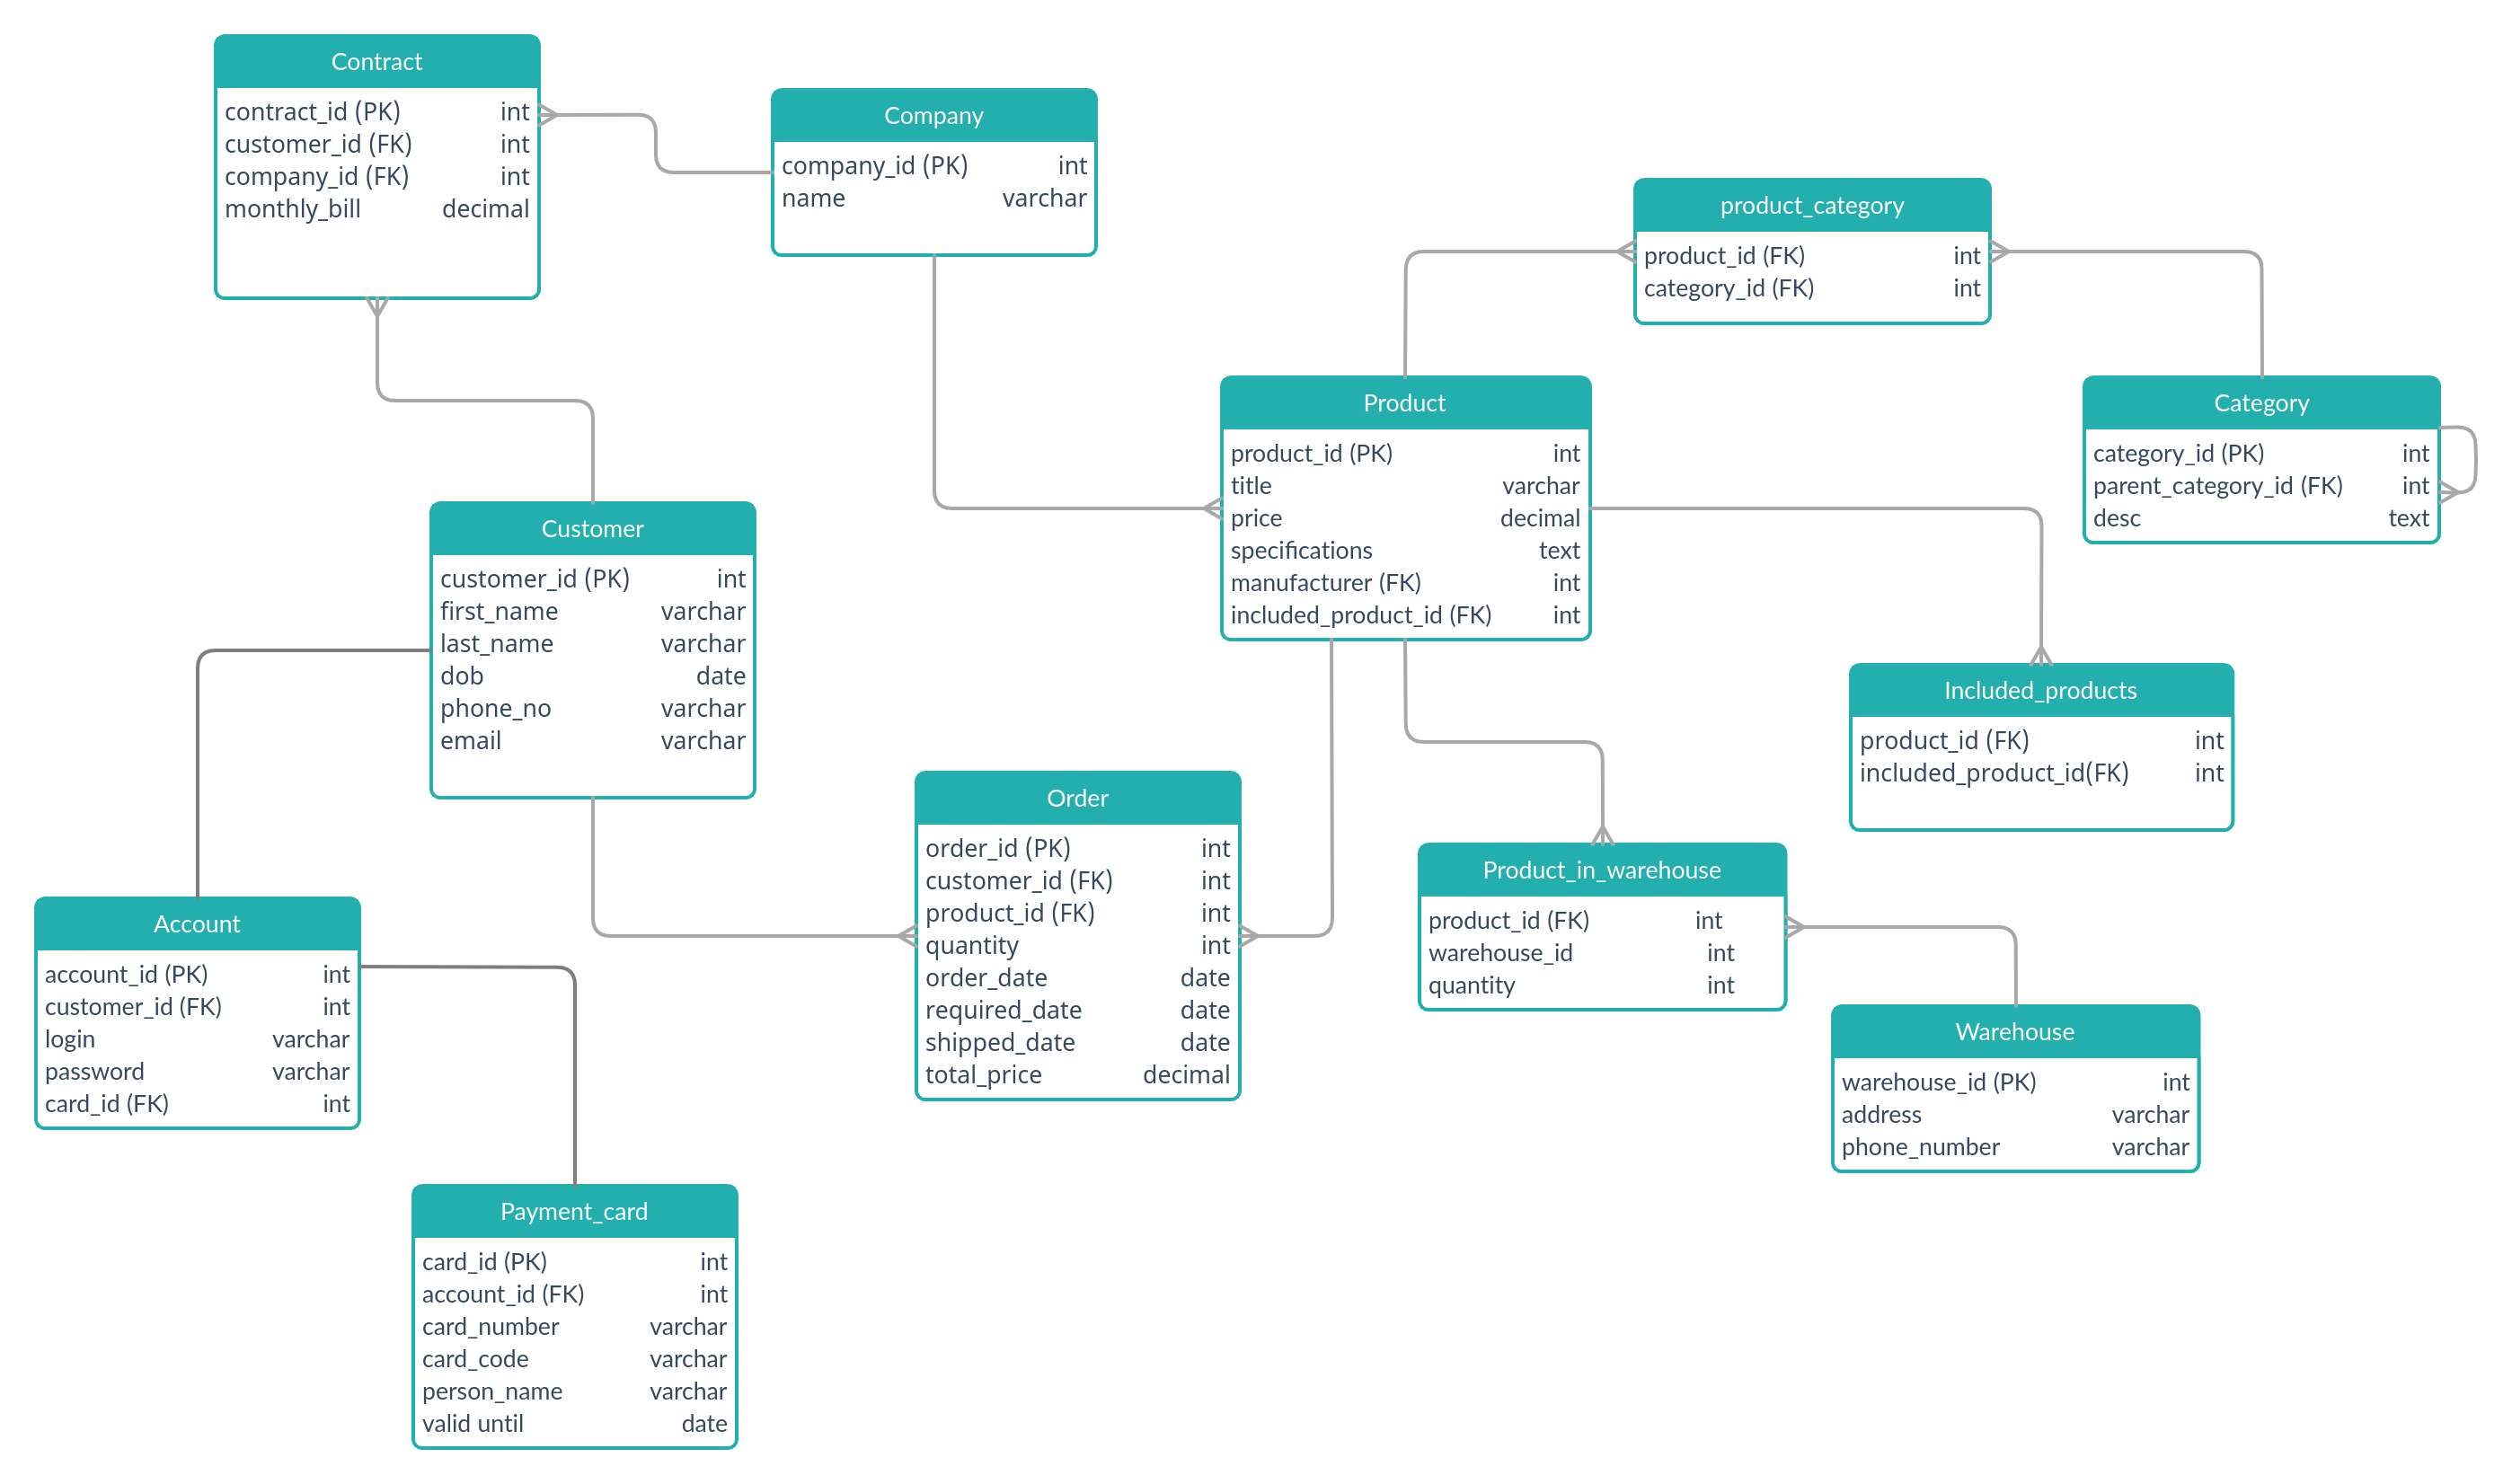 Contract
contract_id (PK) int
customer_id (FK) int
company_id (FK) int
monthly_bill decimal
Company
company_id (PK) int
name varchar
product_category
product_id (FK) int
category_id (FK) int
Product
product_id (PK) int
title varchar
price decimal
specifications text
manufacturer (FK) int
included_product_id (FK) int
Category
category_id (PK) int
parent_category_id (FK) int
desc text
Customer
customer_id (PK) int
first_name varchar
last_name varchar
dob date
phone_no varchar
email varchar
Included_products
product_id (FK) int
included_product_id(FK) int
Order
order_id (PK) int
customer_id (FK) int
product_id (FK) int
quantity int
order_date date
required_date date
shipped_date date
total_price decimal
Product_in_warehouse
product_id (FK) int
warehouse_id int
quantity int
Account
account_id (PK) int
customer_id (FK) int
login varchar
password varchar
card_id (FK) int
Warehouse
warehouse_id (PK) int
address varchar
phone_number varchar
Payment_card
card_id (PK) int
account_id (FK) int
card_number varchar
card_code varchar
person_name varchar
valid until date